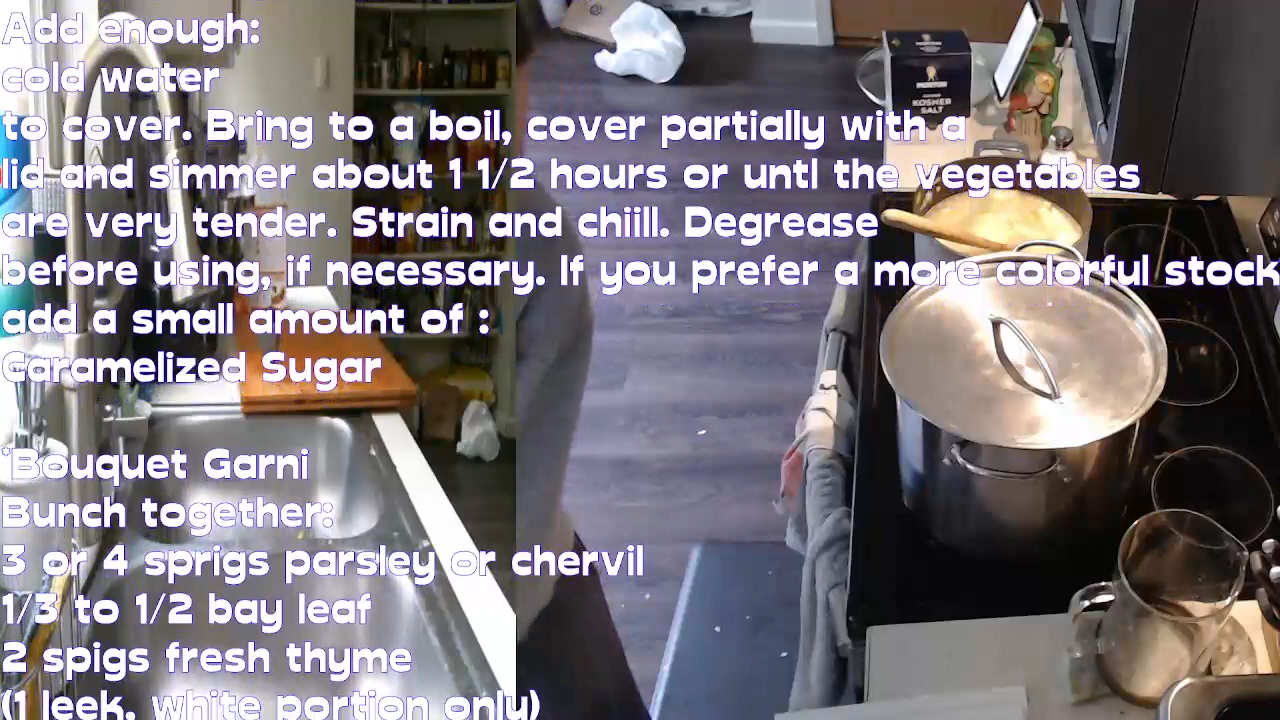 Add enough:
cold water
to cover. Bring to a boil, cover partially with a
lid and simmer about 1 1/2 hours or untl the vegetables
are very tender. Strain and chiill. Degrease
before using, if necessary. If you prefer a more colorful stock
add a small amount of :
Caramelized Sugar
*Bouquet Garni
Bunch together:
3 or 4 sprigs parsley or chervil
1/3 to 1/2 bay leaf
2 spigs fresh thyme
(1 leek, white portion only)
MORTON
MORTON
KOSHER
SALT